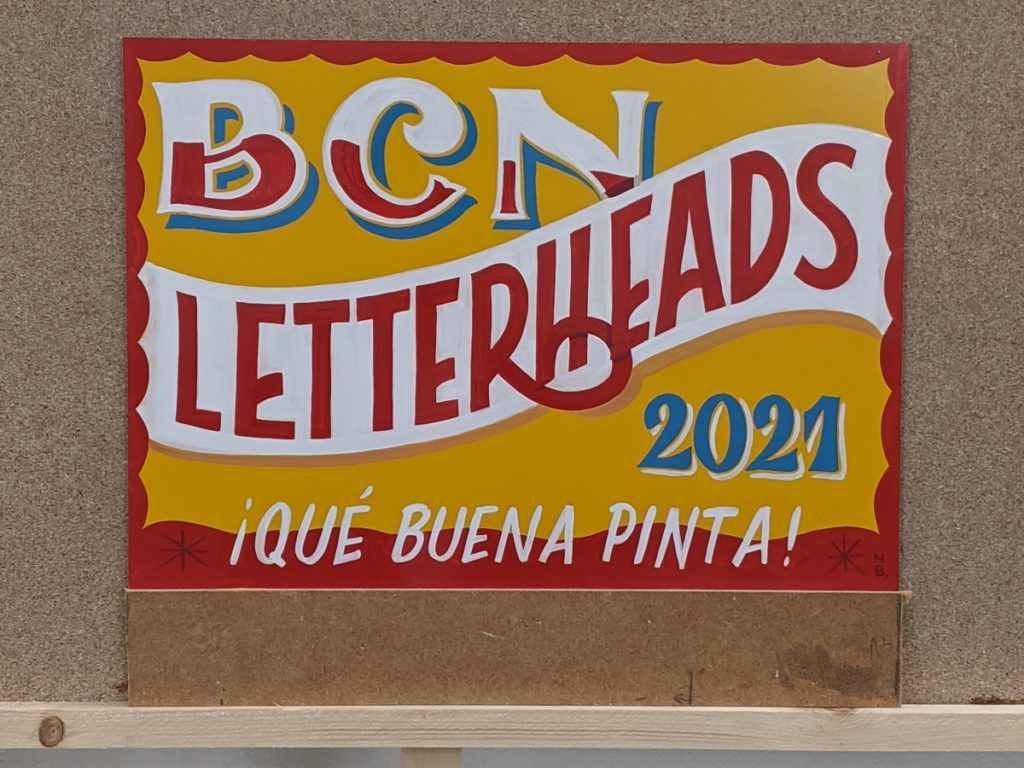 BCN
LETTERHEADS
2021
¡QUÉ BUENA PINTA!
N
B.